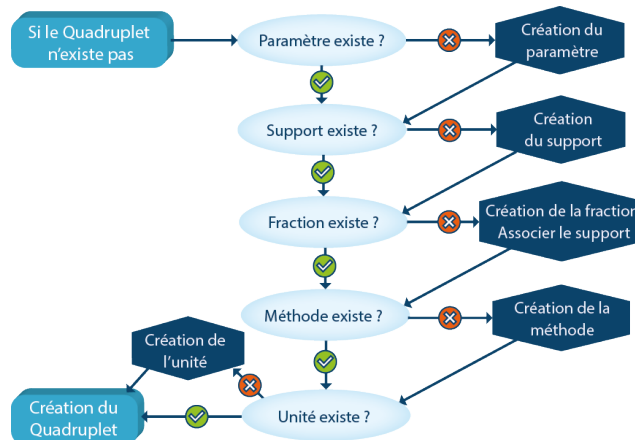 Si le Quadruplet
n'existe pas
Paramètre existe ?
Création du
paramètre
Support existe ?
Création
du support
Fraction existe ?
Création de la fraction
Associer le support
Méthode existe ?
Création de la
méthode
Création de
l'unité
Unité existe ?
Création du
Quadruplet